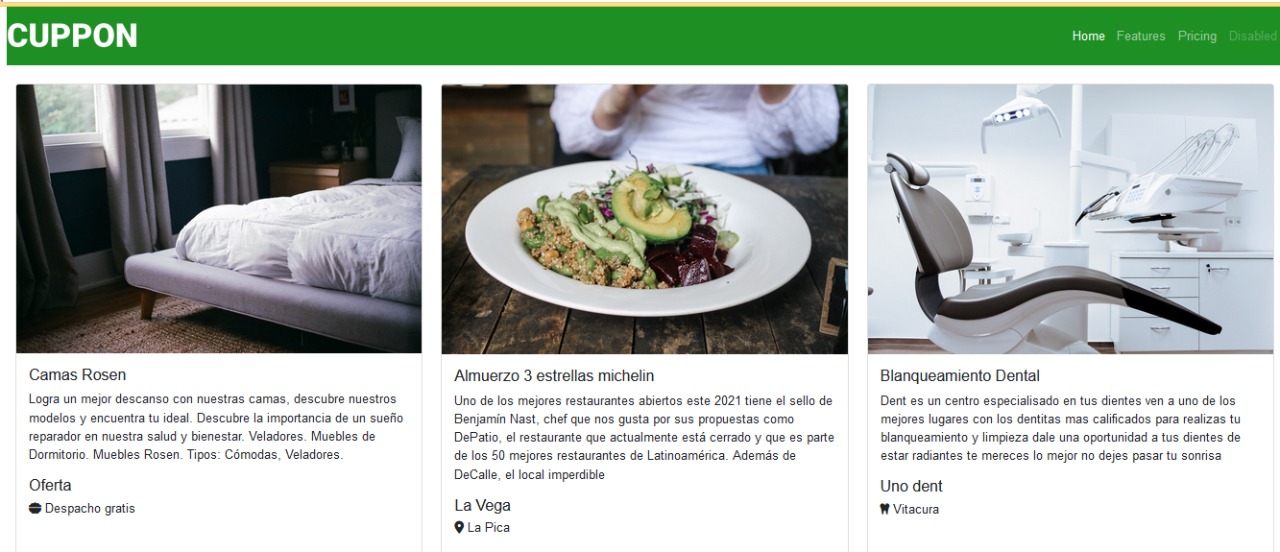 CUPPON
Home Features Pricing Disabled
Camas Rosen
Logra un mejor descanso con nuestras camas, descubre nuestros
modelos y encuentra tu ideal. Descubre la importancia de un sueño
reparador en nuestra salud y bienestar. Veladores. Muebles de
Dormitorio. Muebles Rosen. Tipos: Cómodas, Veladores.
Oferta
Despacho gratis
Almuerzo 3 estrellas michelin
Uno de los mejores restaurantes abiertos este 2021 tiene el sello de
Benjamín Nast, chef que nos gusta por sus propuestas como
DePatio, el restaurante que actualmente está cerrado y que es parte
de los 50 mejores restaurantes de Latinoamérica. Además de
DeCalle, el local imperdible
La Vega
La Pica
Blanqueamiento Dental
Dent es un centro especialisado en tus dientes ven a uno de los
mejores lugares con los dentitas mas calificados para realizas tu
blanqueamiento y limpieza dale una oportunidad a tus dientes de
estar radiantes te mereces lo mejor no dejes pasar tu sonrisa
Uno dent
Vitacura